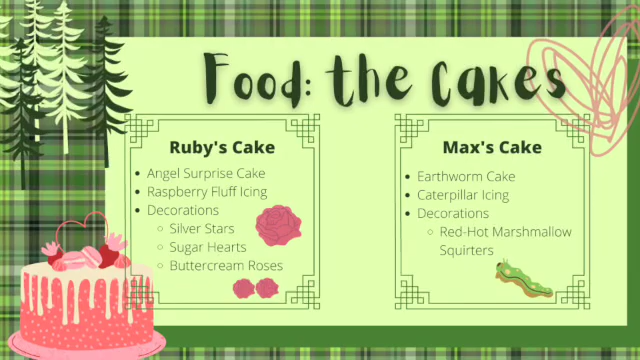 Food: the Cakes
Ruby's Cake
Angel Surprise Cake
Raspberry Fluff Icing
Decorations
Silver Stars
Sugar Hearts
Buttercream Roses
Max's Cake
Earthworm Cake
Caterpillar Icing
Decorations
Red-Hot Marshmallow
Squirters